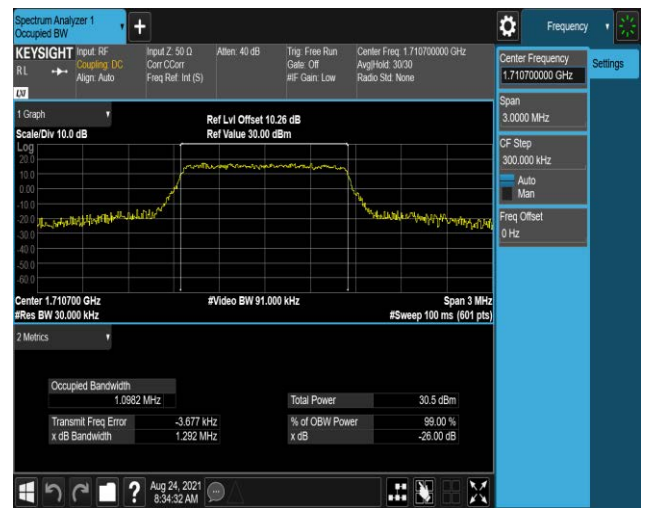 Spectrum Analyzer 1
Occupied BW
+
Frequency
KEYSIGHT
RL
LXI
Input: RF
Coupling: DC
Align: Auto
Input Z: 50 Ω
Corr CCorr
Freq Ref: Int (S)
Atten: 40 dB
Trig: Free Run
Gate: Off
#IF Gain: Low
Center Freq: 1.710700000 GHz
Avg|Hold: 30/30
Radio Std: None
Center Frequency
1.710700000 GHz
Settings
Span
3.0000 MHz
CF Step
300.000 kHz
Auto
Man
Freq Offset
0 Hz
1 Graph
Scale/Div 10.0 dB
Ref Lvl Offset 10.26 dB
Ref Value 30.00 dBm
Log
20.0
10.0
0.00
-10.0
-20.0
-30.0
-40.0
-50.0
-60.0
Center 1.710700 GHz
#Video BW 91.000 kHz
Span 3 MHz
#Res BW 30.000 kHz
#Sweep 100 ms (601 pts)
2 Metrics
Occupied Bandwidth
1.0982 MHz
Total Power 30.5 dBm
Transmit Freq Error -3.677 kHz
% of OBW Power 99.00 %
x dB Bandwidth 1.292 MHz
x dB -26.00 dB
?
Aug 24, 2021
8:34:32 AM